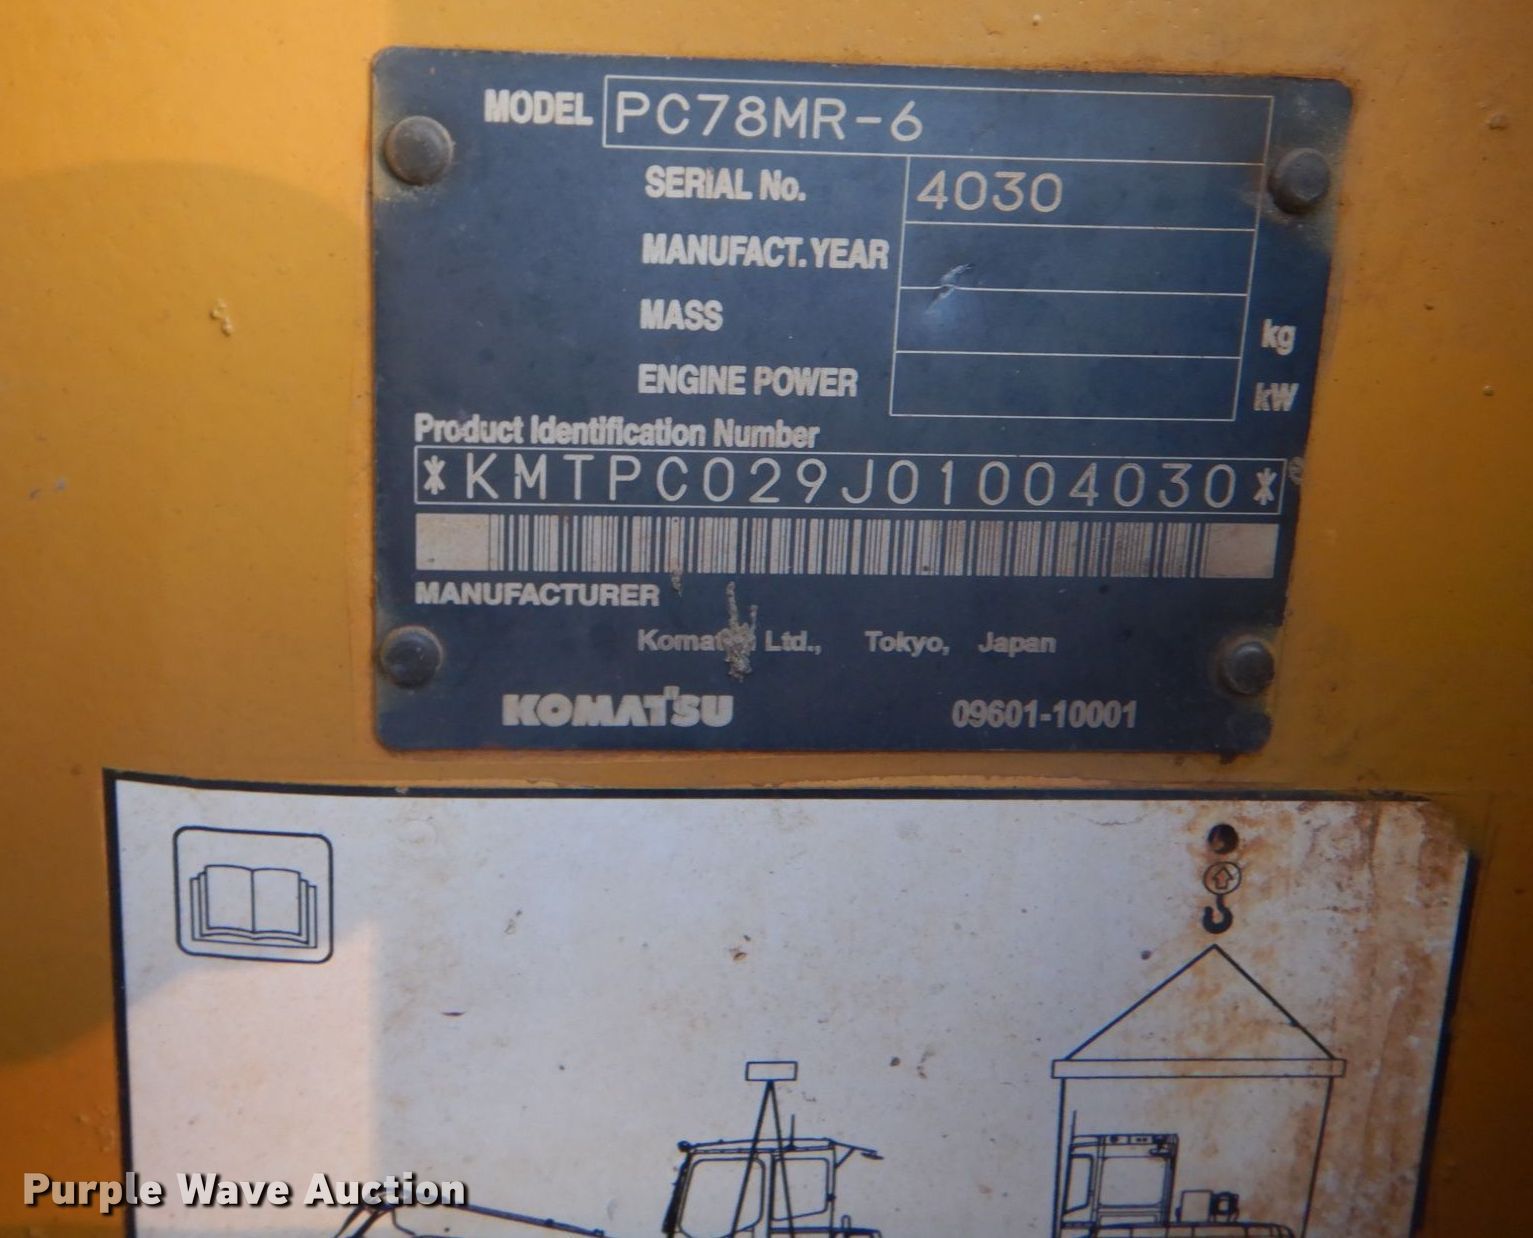 MODEL PC78MR-6
SERIAL No. 4030
MANUFACT. YEAR
MASS kg
ENGINE POWER kW
Product Identification Number
*KMTPC029J01004030*
MANUFACTURER
Komatsu Ltd., Tokyo, Japan
KOMATSU 09601-10001
Purple Wave Auction